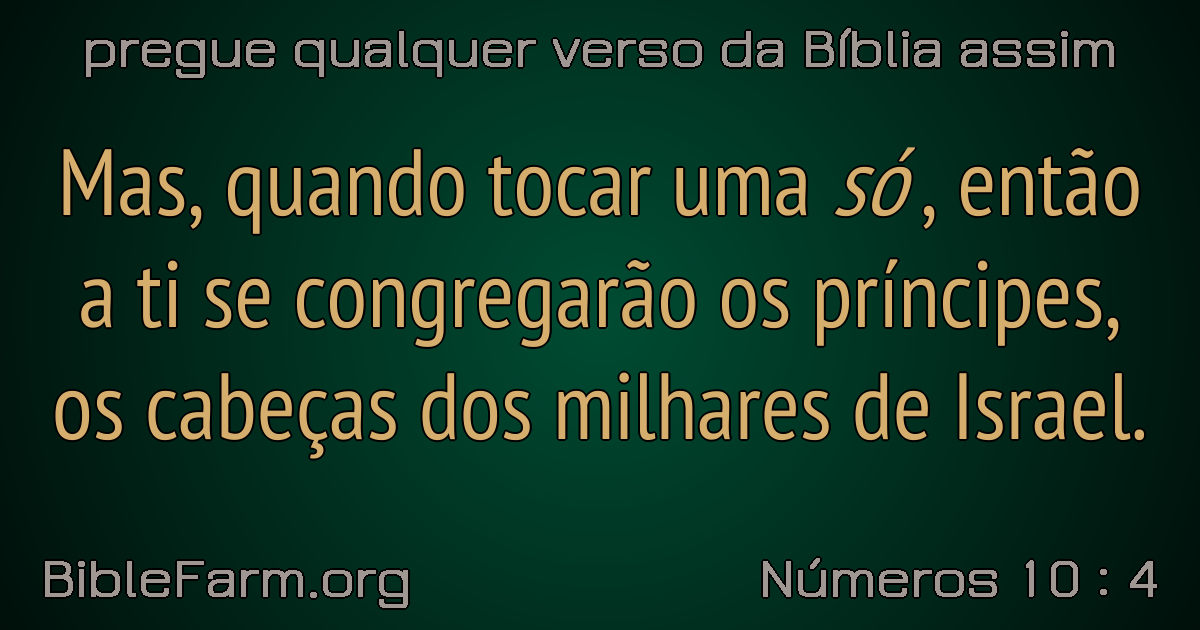 pregue qualquer verso da Bíblia assim
Mas, quando tocar uma só, então
a ti se congregarão os príncipes,
os cabeças dos milhares de Israel.
BibleFarm.org
Números 10 : 4